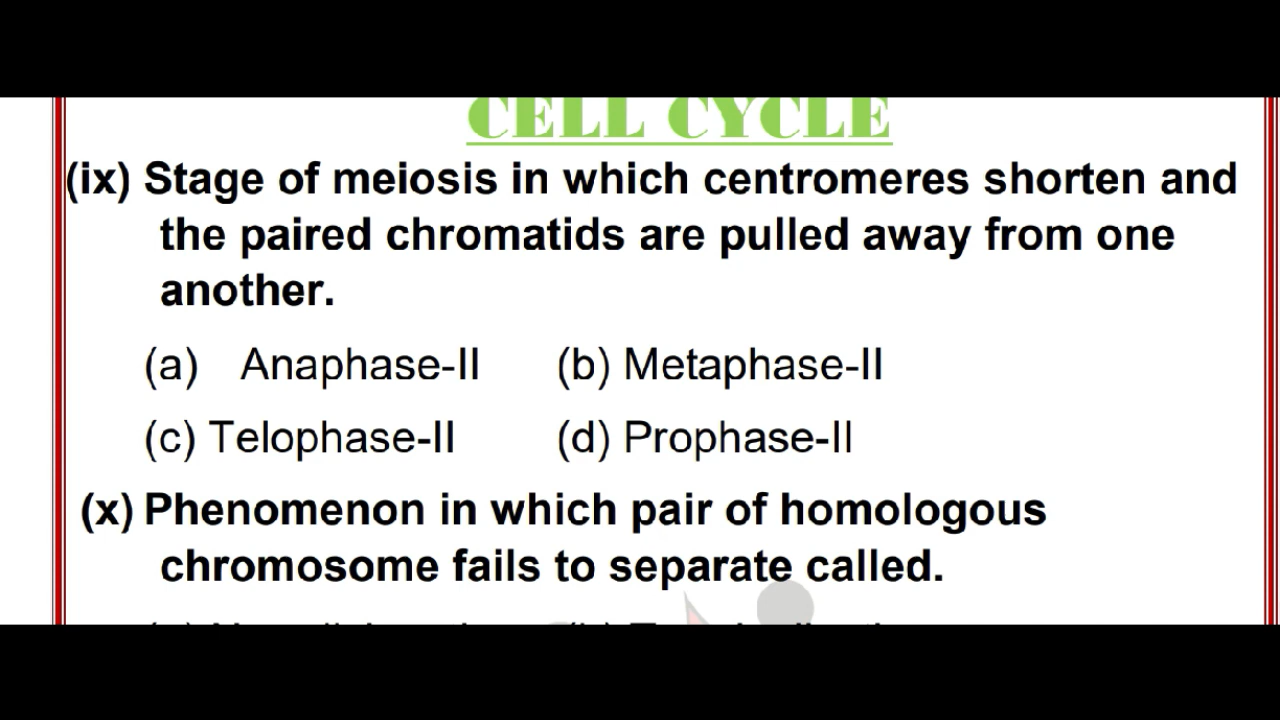 CELL CYCLE
(ix) Stage of meiosis in which centromeres shorten and
the paired chromatids are pulled away from one
another.
(a) Anaphase-II (b) Metaphase-II
(c) Telophase-II (d) Prophase-II
(x) Phenomenon in which pair of homologous
chromosome fails to separate called.